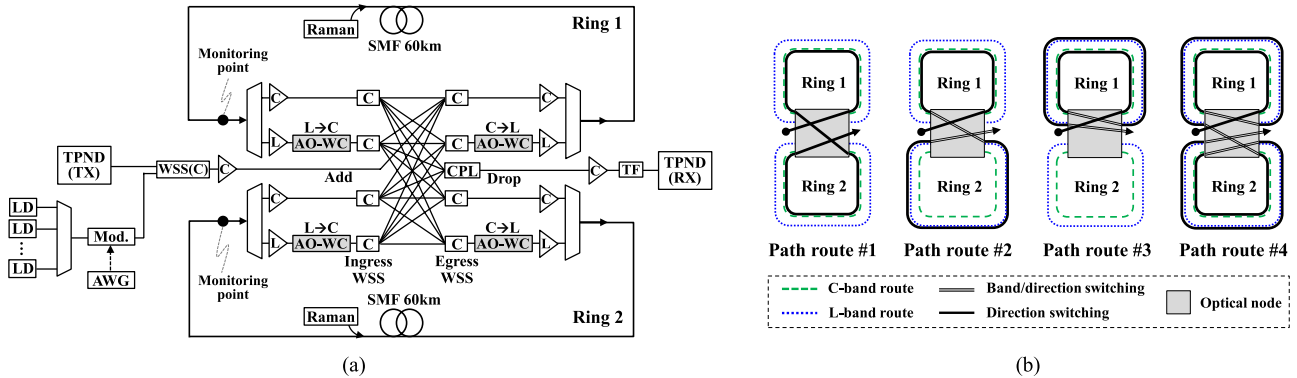 Raman
SMF 60km
Ring 1
Monitoring
point
C
C
C
C
L→C
C→L
L
AO-WC
C
C
AO-WC
L
TPND
(TX)
WSS(C)
C
Add
CPL
Drop
C
TF
TPND
(RX)
LD
LD
⋮
LD
Mod.
AWG
C
C
C
C
L→C
C→L
L
AO-WC
C
C
AO-WC
L
Monitoring
point
Ingress
WSS
Egress
WSS
SMF 60km
Raman
Ring 2
(a)
Ring 1
Ring 1
Ring 1
Ring 1
Ring 2
Ring 2
Ring 2
Ring 2
Path route #1
Path route #2
Path route #3
Path route #4
C-band route
Band/direction switching
L-band route
Direction switching
Optical node
(b)